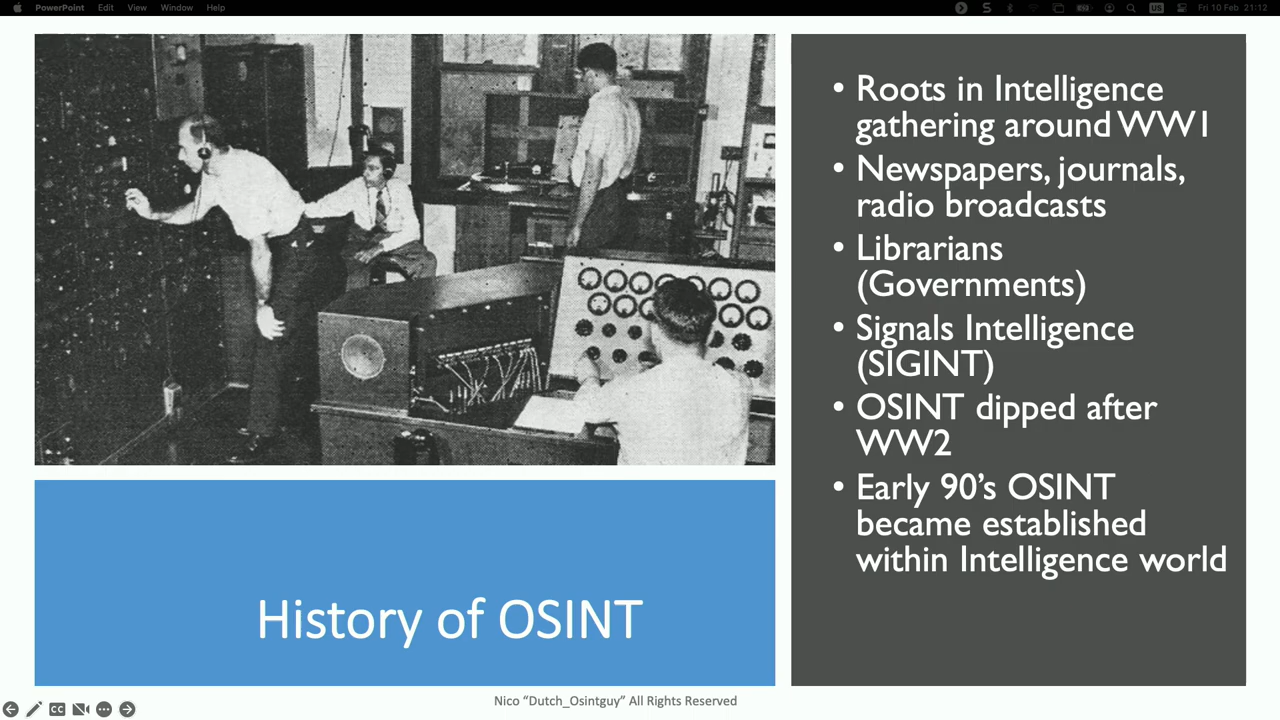 PowerPoint Edit View Window Help
US Fri 10 Feb 21:12
• Roots in Intelligence
gathering around WW1
• Newspapers, journals,
radio broadcasts
• Librarians
(Governments)
• Signals Intelligence
(SIGINT)
• OSINT dipped after
WW2
• Early 90’s OSINT
became established
within Intelligence world
History of OSINT
Nico “Dutch_Osintguy” All Rights Reserved
CC